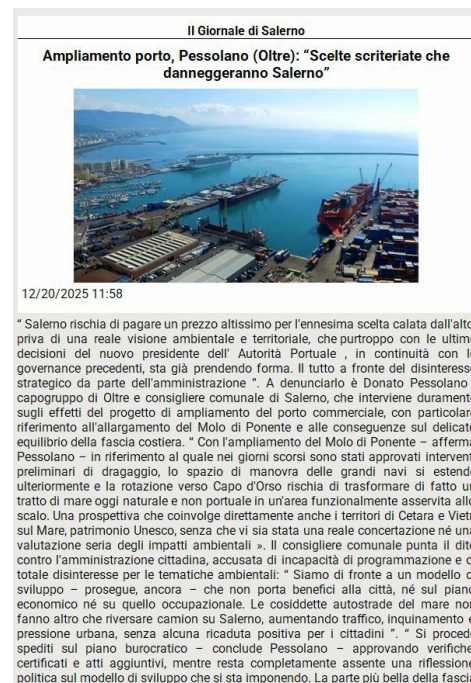 Il Giornale di Salerno
Ampliamento porto, Pessolano (Oltre): “Scelte scriteriate che
danneggeranno Salerno”
12/20/2025 11:58
“ Salerno rischia di pagare un prezzo altissimo per l'ennesima scelta calata dall'alto
priva di una reale visione ambientale e territoriale, che purtroppo con le ultim
decisioni del nuovo presidente dell' Autorità Portuale , in continuità con l
governance precedenti, sta già prendendo forma. Il tutto a fronte del disinteress
strategico da parte dell'amministrazione ”. A denunciarlo è Donato Pessolano
capogruppo di Oltre e consigliere comunale di Salerno, che interviene durament
sugli effetti del progetto di ampliamento del porto commerciale, con particolar
riferimento all'allargamento del Molo di Ponente e alle conseguenze sul delicat
equilibrio della fascia costiera. “ Con l'ampliamento del Molo di Ponente – afferma
Pessolano – in riferimento al quale nei giorni scorsi sono stati approvati intervent
preliminari di dragaggio, lo spazio di manovra delle grandi navi si estend
ulteriormente e la rotazione verso Capo d'Orso rischia di trasformare di fatto un
tratto di mare oggi naturale e non portuale in un'area funzionalmente asservita allo
scalo. Una prospettiva che coinvolge direttamente anche i territori di Cetara e Vietr
sul Mare, patrimonio Unesco, senza che vi sia stata una reale concertazione né una
valutazione seria degli impatti ambientali ». Il consigliere comunale punta il dito
contro l'amministrazione cittadina, accusata di incapacità di programmazione e d
totale disinteresse per le tematiche ambientali: “ Siamo di fronte a un modello d
sviluppo – prosegue, ancora – che non porta benefici alla città, né sul piano
economico né su quello occupazionale. Le cosiddette autostrade del mare non
fanno altro che riversare camion su Salerno, aumentando traffico, inquinamento e
pressione urbana, senza alcuna ricaduta positiva per i cittadini ”. “ Si proced
spediti sul piano burocratico – conclude Pessolano – approvando verifiche
certificati e atti aggiuntivi, mentre resta completamente assente una riflession
politica sul modello di sviluppo che si sta imponendo. La parte più bella della fasci